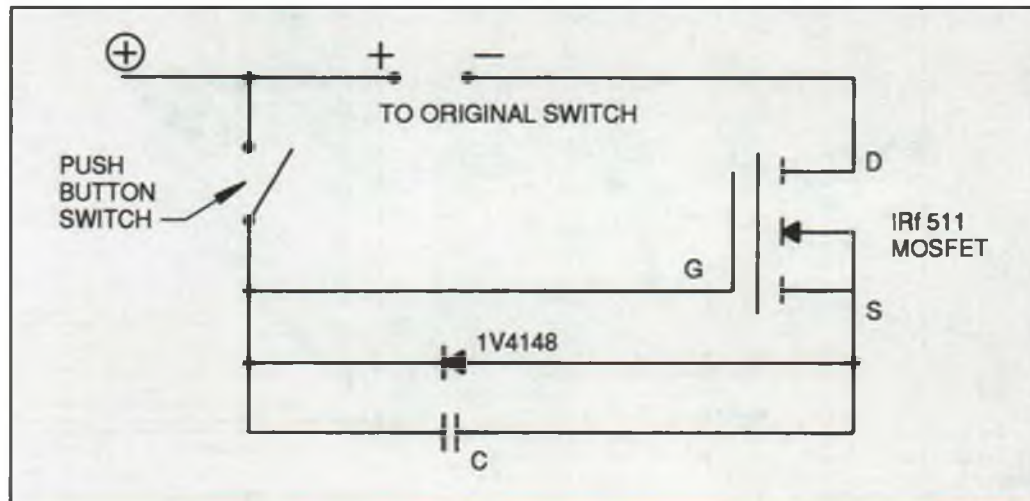 ⊕
+ −
TO ORIGINAL SWITCH
PUSH
BUTTON
SWITCH
D
IRf 511
MOSFET
G
S
1V4148
C